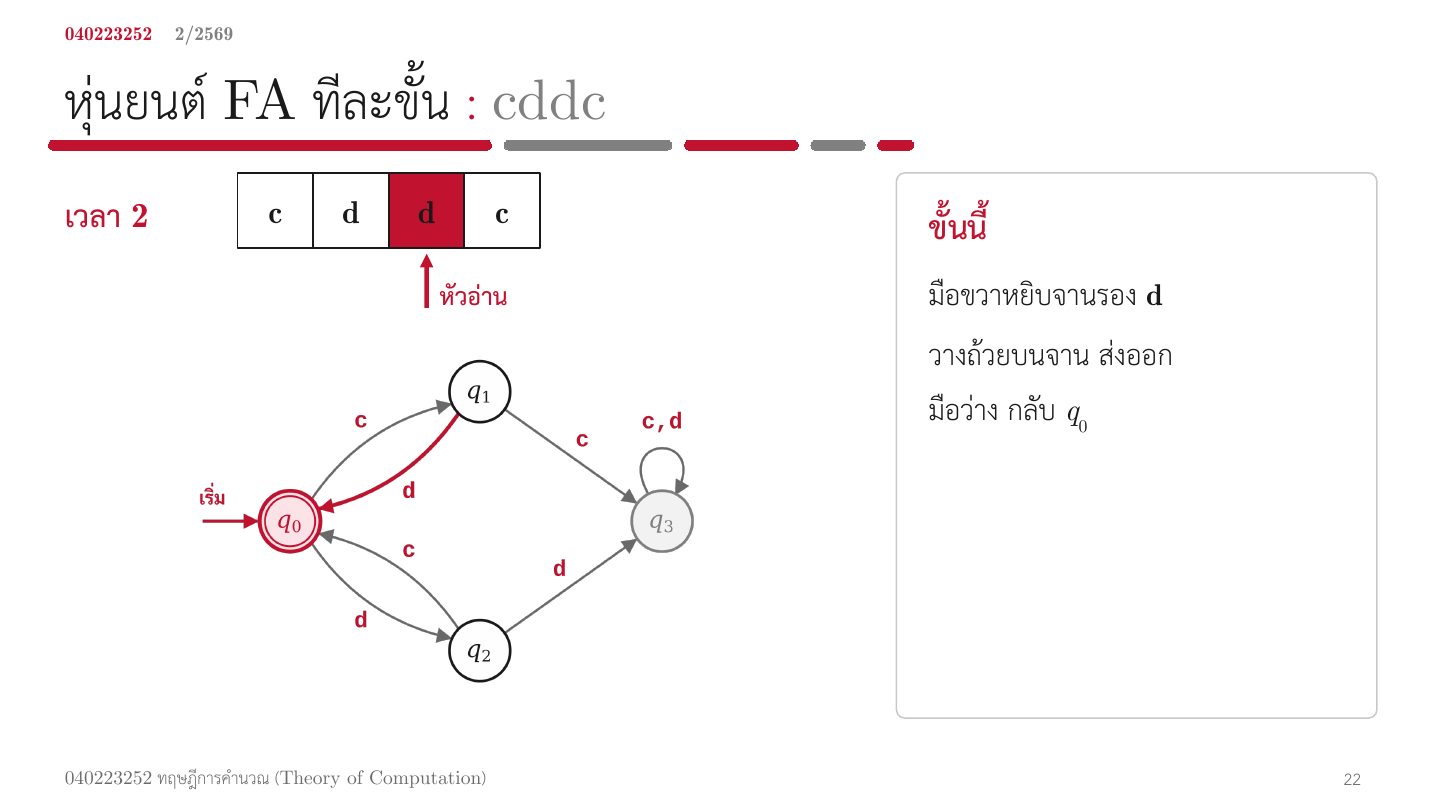 040223252 2/2569
หุ่นยนต์ FA ทีละขั้น : cddc
เวลา 2
c d d c
หัวอ่าน
ขั้นนี้
มือขวาหยิบจานรอง d
วางถ้วยบนจาน ส่งออก
มือว่าง กลับ q0
q1
c
c
c,d
d
เริ่ม
q0
q3
c
d
d
q2
040223252 ทฤษฎีการคำนวณ (Theory of Computation)
22